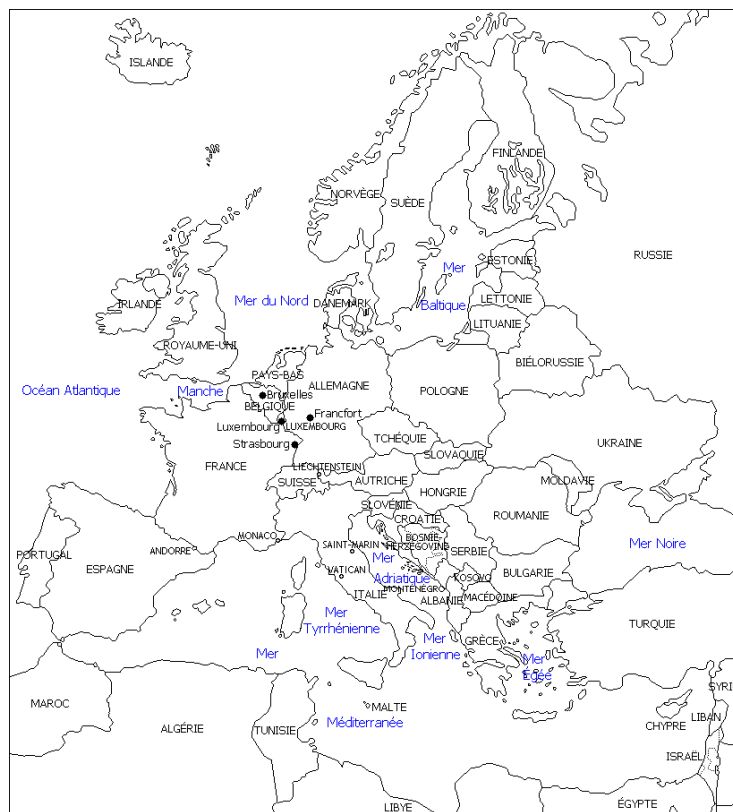 ISLANDE
FINLANDE
NORVÈGE
SUÈDE
RUSSIE
ESTONIE
Mer
Baltique
LETTONIE
LITUANIE
Mer du Nord
DANEMARK
IRLANDE
ROYAUME-UNI
BIÉLORUSSIE
PAYS-BAS
ALLEMAGNE
POLOGNE
Océan Atlantique
Manche
Bruxelles
BELGIQUE
Francfort
Luxembourg
LUXEMBOURG
Strasbourg
TCHÉQUIE
UKRAINE
SLOVAQUIE
FRANCE
LIECHTENSTEIN
SUISSE
AUTRICHE
MOLDAVIE
HONGRIE
SLOVÉNIE
CROATIE
ROUMANIE
BOSNIE-
HERZÉGOVINE
MONACO
SAINT-MARIN
ANDORRE
PORTUGAL
ESPAGNE
SERBIE
Mer Noire
Mer
Adriatique
VATICAN
ITALIE
MONTÉNÉGRO
KOSOVO
BULGARIE
ALBANIE
MACÉDOINE
Mer
Tyrrhénienne
Mer
Ionienne
GRÈCE
Mer
Égée
TURQUIE
Mer
Méditerranée
MALTE
MAROC
ALGÉRIE
TUNISIE
SYRI
CHYPRE
LIBAN
ISRAËL
LIBYE
ÉGYPTE